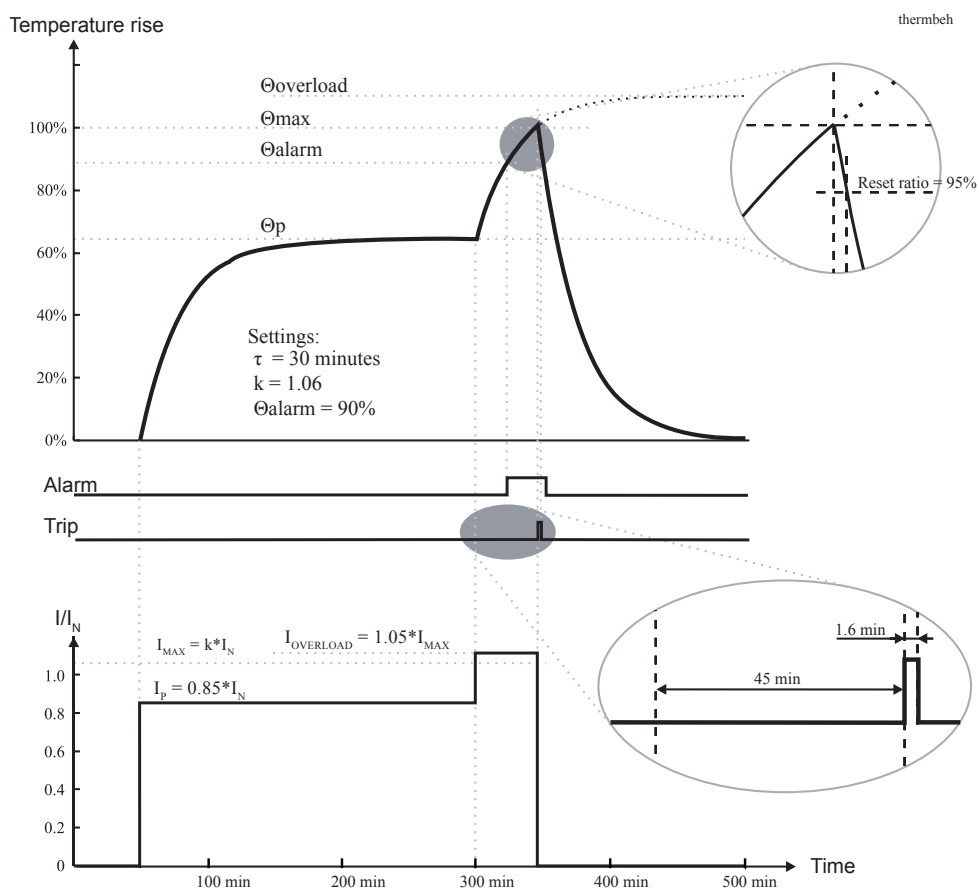 thermbeh
Temperature rise
Θoverload
Θmax
Θalarm
Θp
100%
80%
60%
40%
20%
0%
Reset ratio = 95%
Settings:
τ = 30 minutes
k = 1.06
Θalarm = 90%
Alarm
Trip
I/IN
IMAX = k*IN
IOVERLOAD = 1.05*IMAX
IP = 0.85*IN
1.0
0.8
0.6
0.4
0.2
0
1.6 min
45 min
100 min 200 min 300 min 400 min 500 min
Time